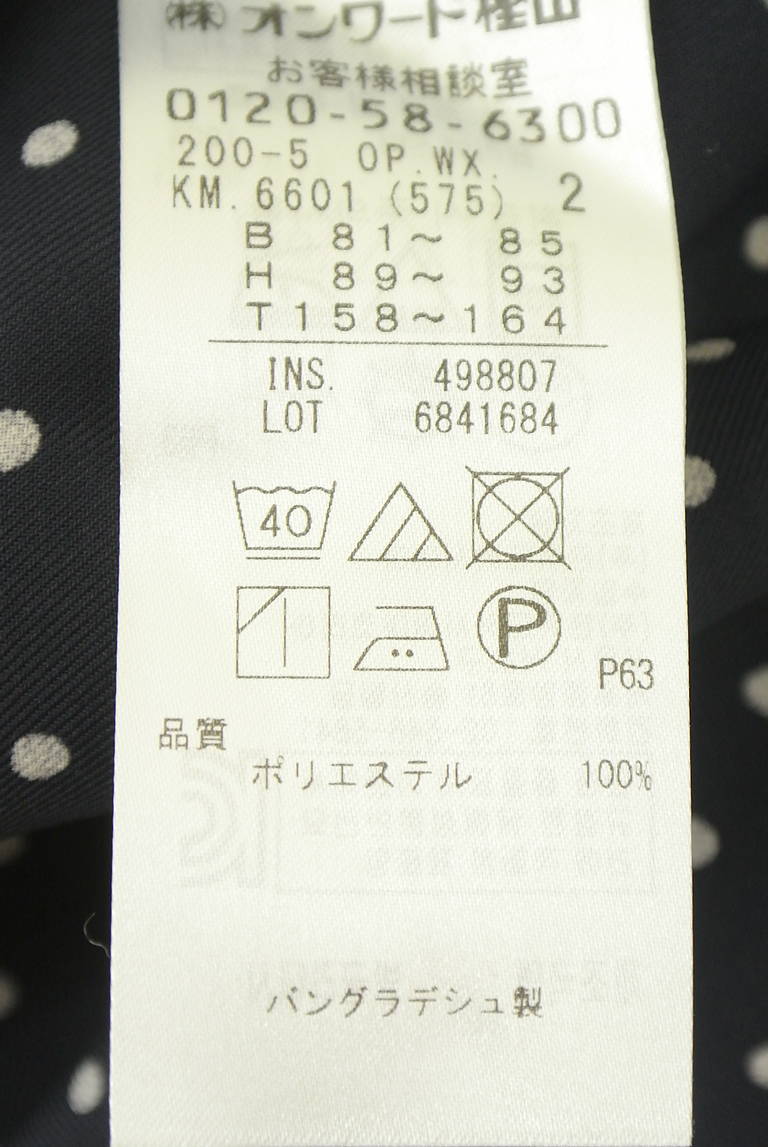 ㈱オンワード樫山
お客様相談室
0120-58-6300
200-5 OP.WX.
KM.6601 (575) 2
B 81～ 85
H 89～ 93
T158～164
INS. 498807
LOT 6841684
40
P
P63
品質
ポリエステル 100%
バングラデシュ製